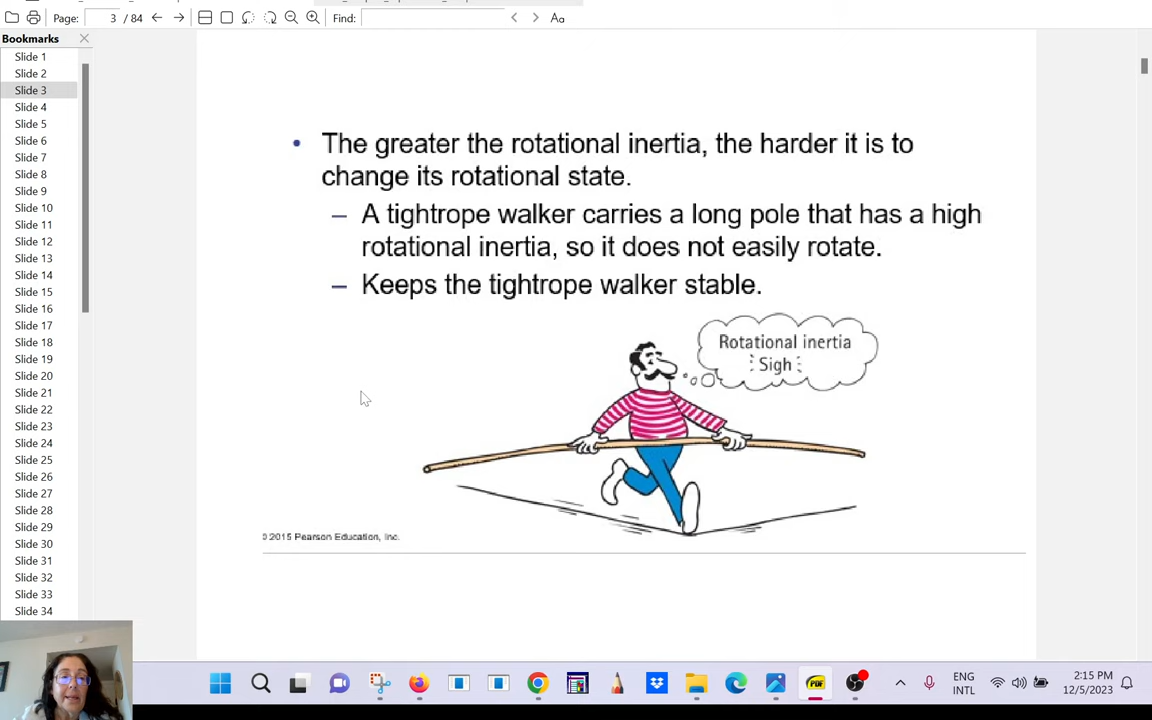 Page: 3 / 84 Find: Aa
Bookmarks
Slide 1
Slide 2
Slide 3
Slide 4
Slide 5
Slide 6
Slide 7
Slide 8
Slide 9
Slide 10
Slide 11
Slide 12
Slide 13
Slide 14
Slide 15
Slide 16
Slide 17
Slide 18
Slide 19
Slide 20
Slide 21
Slide 22
Slide 23
Slide 24
Slide 25
Slide 26
Slide 27
Slide 28
Slide 29
Slide 30
Slide 31
Slide 32
Slide 33
Slide 34
• The greater the rotational inertia, the harder it is to
change its rotational state.
– A tightrope walker carries a long pole that has a high
rotational inertia, so it does not easily rotate.
– Keeps the tightrope walker stable.
Rotational inertia
Sigh
© 2015 Pearson Education, Inc.
ENG
INTL
2:15 PM
12/5/2023